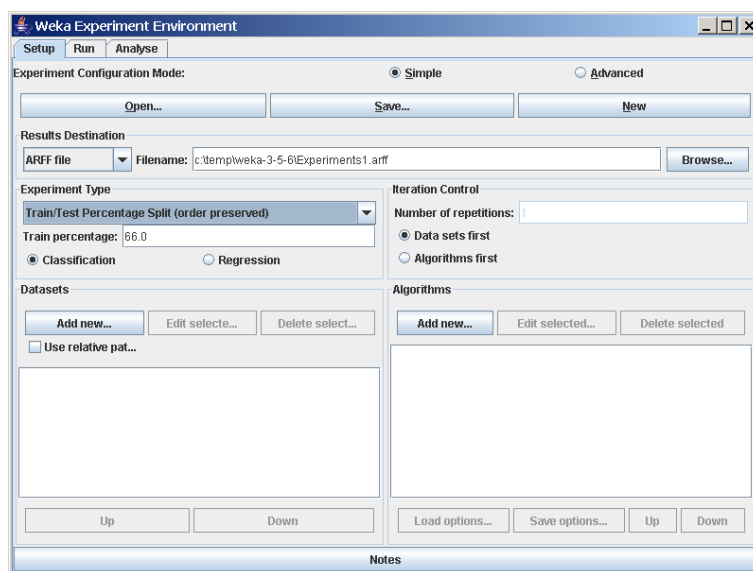 Weka Experiment Environment
Setup Run Analyse
Experiment Configuration Mode: Simple Advanced
Open... Save... New
Results Destination
ARFF file Filename: c:\temp\weka-3-5-6\Experiments1.arff Browse...
Experiment Type Iteration Control
Train/Test Percentage Split (order preserved) Number of repetitions: 1
Train percentage: 66.0 Data sets first
Classification Regression Algorithms first
Datasets Algorithms
Add new... Edit selecte... Delete select... Add new... Edit selected... Delete selected
Use relative pat...
Up Down Load options... Save options... Up Down
Notes